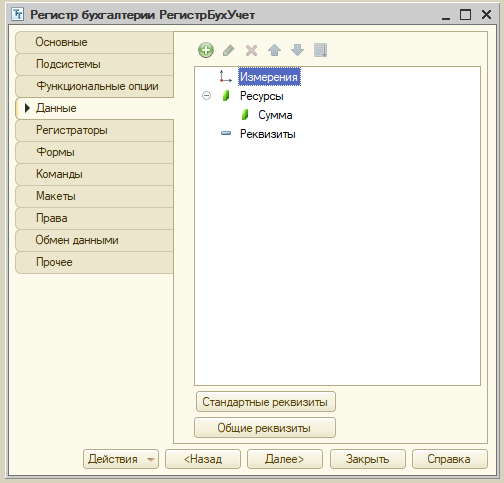 Регистр бухгалтерии РегистрБухУчет
Основные
Подсистемы
Функциональные опции
Данные
Регистраторы
Формы
Команды
Макеты
Права
Обмен данными
Прочее
Измерения
Ресурсы
Сумма
Реквизиты
Стандартные реквизиты
Общие реквизиты
Действия
<Назад
Далее>
Закрыть
Справка